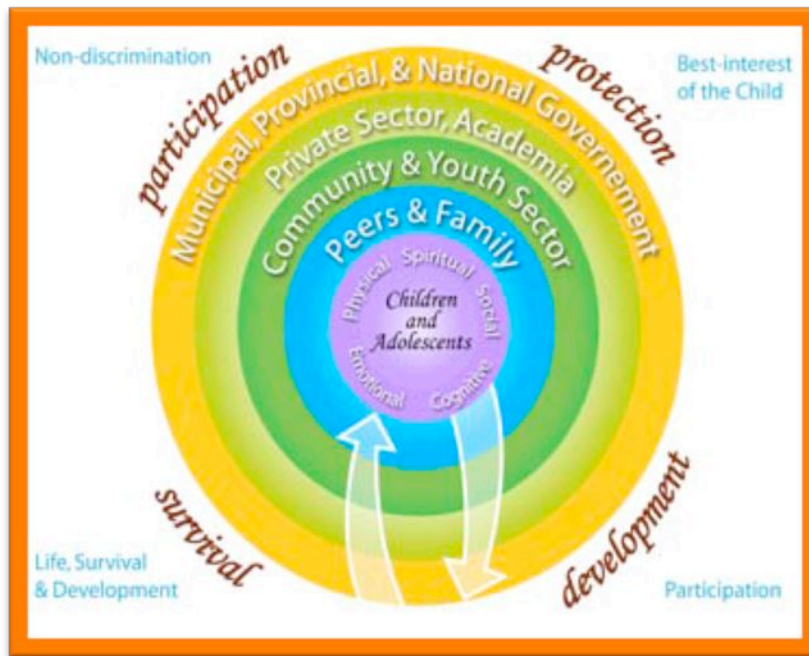 Non-discrimination
participation
protection
Best-interest
of the Child
Municipal, Provincial, & National Governement
Private Sector, Academia
Community & Youth Sector
Peers & Family
Physical Spiritual Social
Children
and
Adolescents
Emotional Cognitive
survival
development
Life, Survival
& Development
Participation